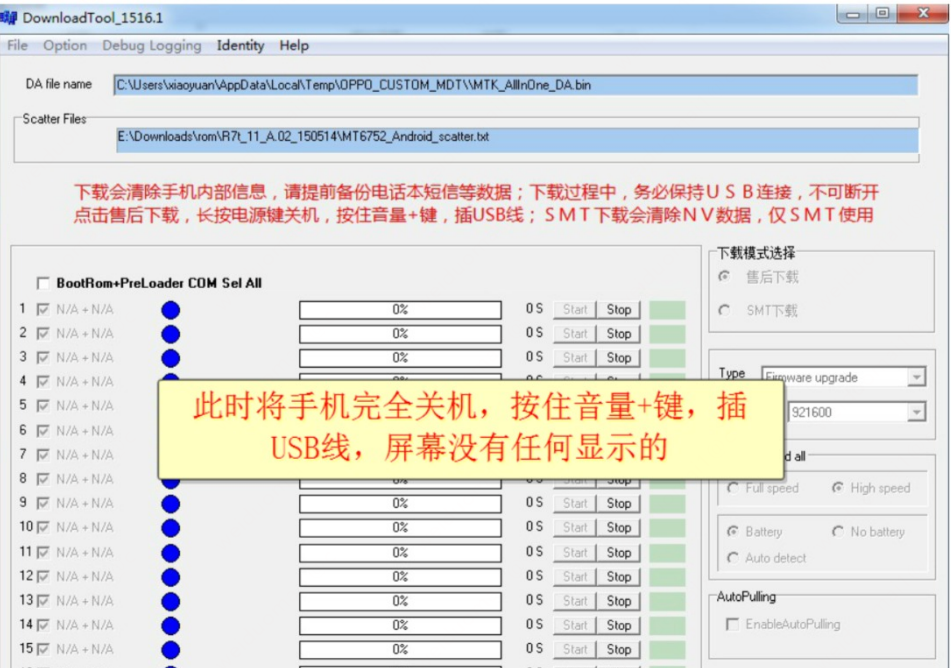 DownloadTool_1516.1
File Option Debug Logging Identity Help
DA file name C:\Users\xiaoyuan\AppData\Local\Temp\OPPO_CUSTOM_MDT\\MTK_AllInOne_DA.bin
Scatter Files
E:\Downloads\rom\R7t_11_A.02_150514\MT6752_Android_scatter.txt
下载会清除手机内部信息，请提前备份电话本短信等数据；下载过程中，务必保持ＵＳＢ连接，不可断开
点击售后下载，长按电源键关机，按住音量+键，插USB线；ＳＭＴ下载会清除ＮＶ数据，仅ＳＭＴ使用
BootRom+PreLoader COM Sel All
1 N/A + N/A 0% 0 S Start Stop
2 N/A + N/A 0% 0 S Start Stop
3 N/A + N/A 0% 0 S Start Stop
4 N/A + N/A
5 N/A + N/A
6 N/A + N/A
7 N/A + N/A
8 N/A + N/A
9 N/A + N/A 0% 0 S Start Stop
10 N/A + N/A 0% 0 S Start Stop
11 N/A + N/A 0% 0 S Start Stop
12 N/A + N/A 0% 0 S Start Stop
13 N/A + N/A 0% 0 S Start Stop
14 N/A + N/A 0% 0 S Start Stop
15 N/A + N/A 0% 0 S Start Stop
此时将手机完全关机，按住音量+键，插
USB线，屏幕没有任何显示的
下载模式选择
售后下载
SMT下载
Type Firmware upgrade
921600
all
Full speed High speed
Battery No battery
Auto detect
AutoPulling
EnableAutoPulling